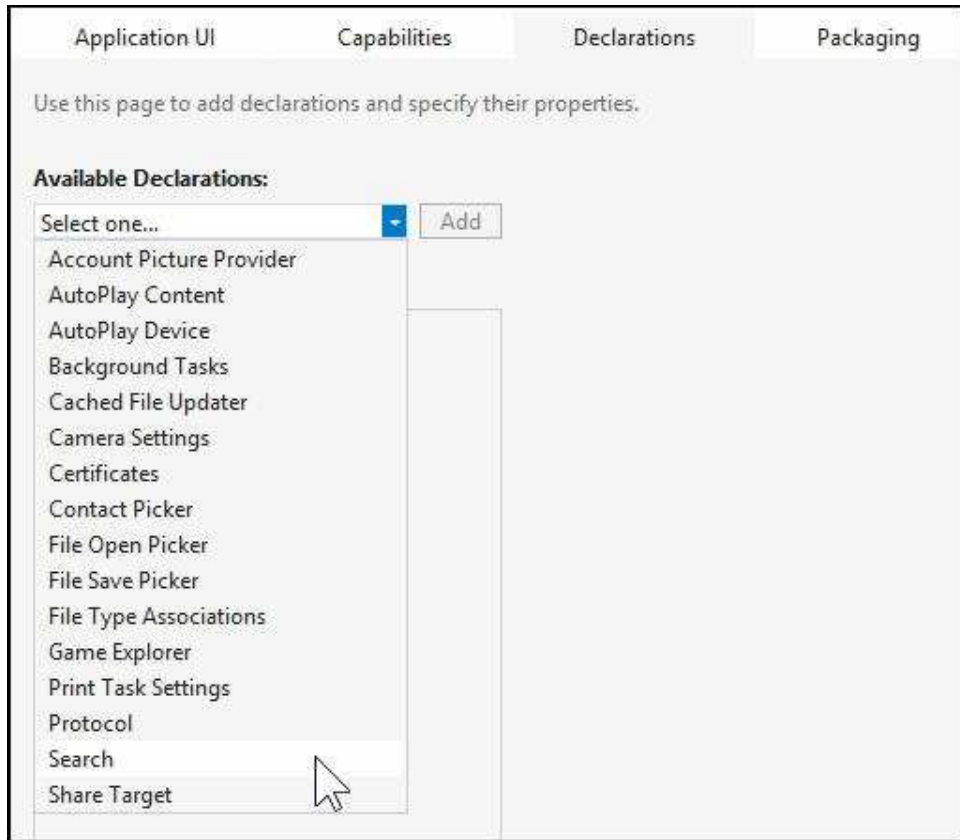 Application UI Capabilities Declarations Packaging
Use this page to add declarations and specify their properties.
Available Declarations:
Select one... Add
Account Picture Provider
AutoPlay Content
AutoPlay Device
Background Tasks
Cached File Updater
Camera Settings
Certificates
Contact Picker
File Open Picker
File Save Picker
File Type Associations
Game Explorer
Print Task Settings
Protocol
Search
Share Target